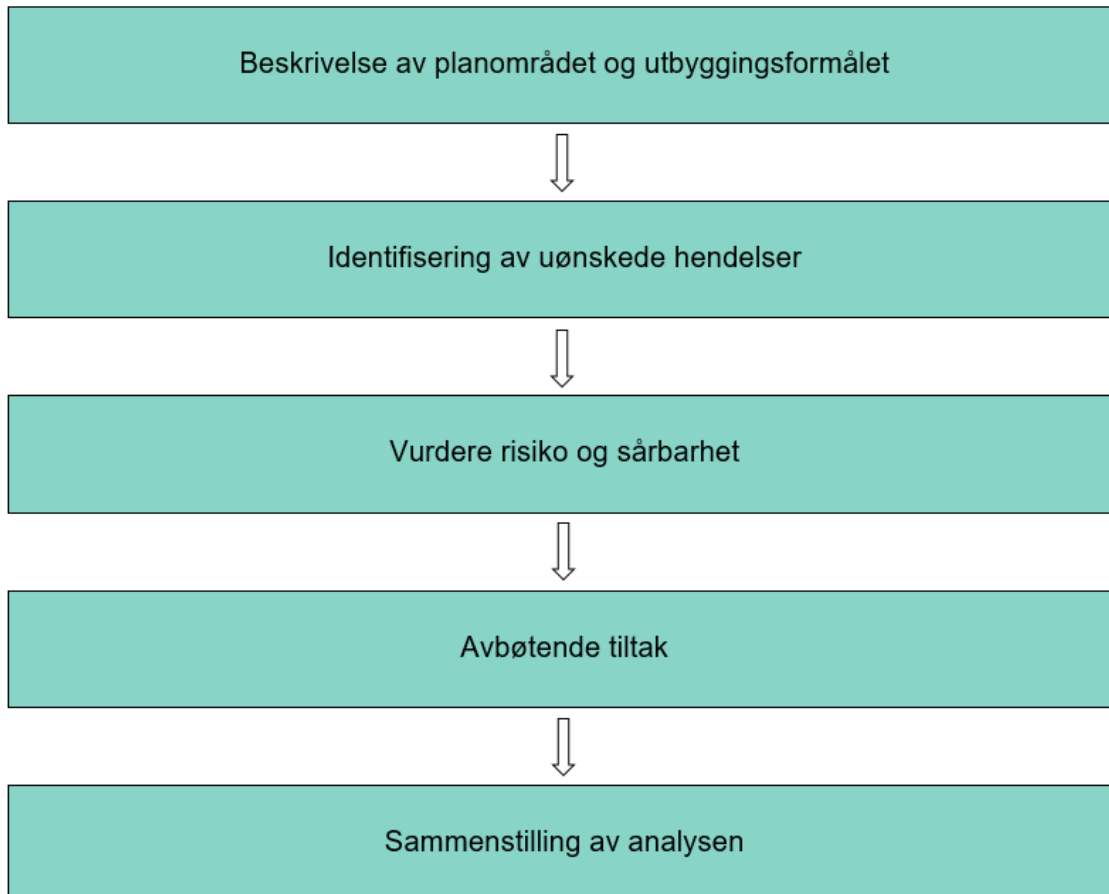 Beskrivelse av planområdet og utbyggingsformålet
Identifisering av uønskede hendelser
Vurdere risiko og sårbarhet
Avbøtende tiltak
Sammenstilling av analysen